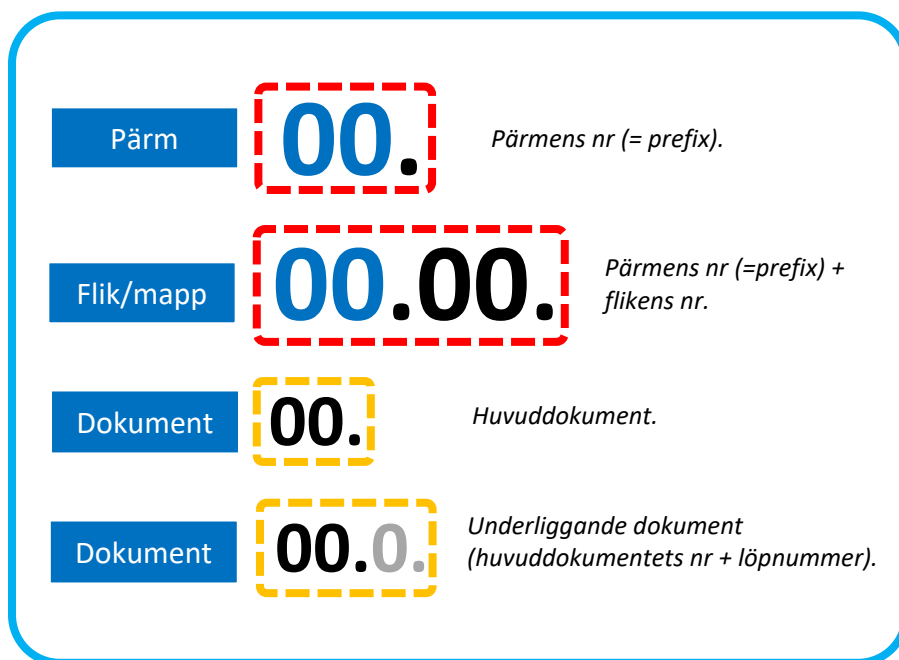 Pärm
00.
Pärmens nr (= prefix).
Flik/mapp
00.00.
Pärmens nr (=prefix) +
flikens nr.
Dokument
00.
Huvuddokument.
Dokument
00.0.
Underliggande dokument
(huvuddokumentets nr + löpnummer).